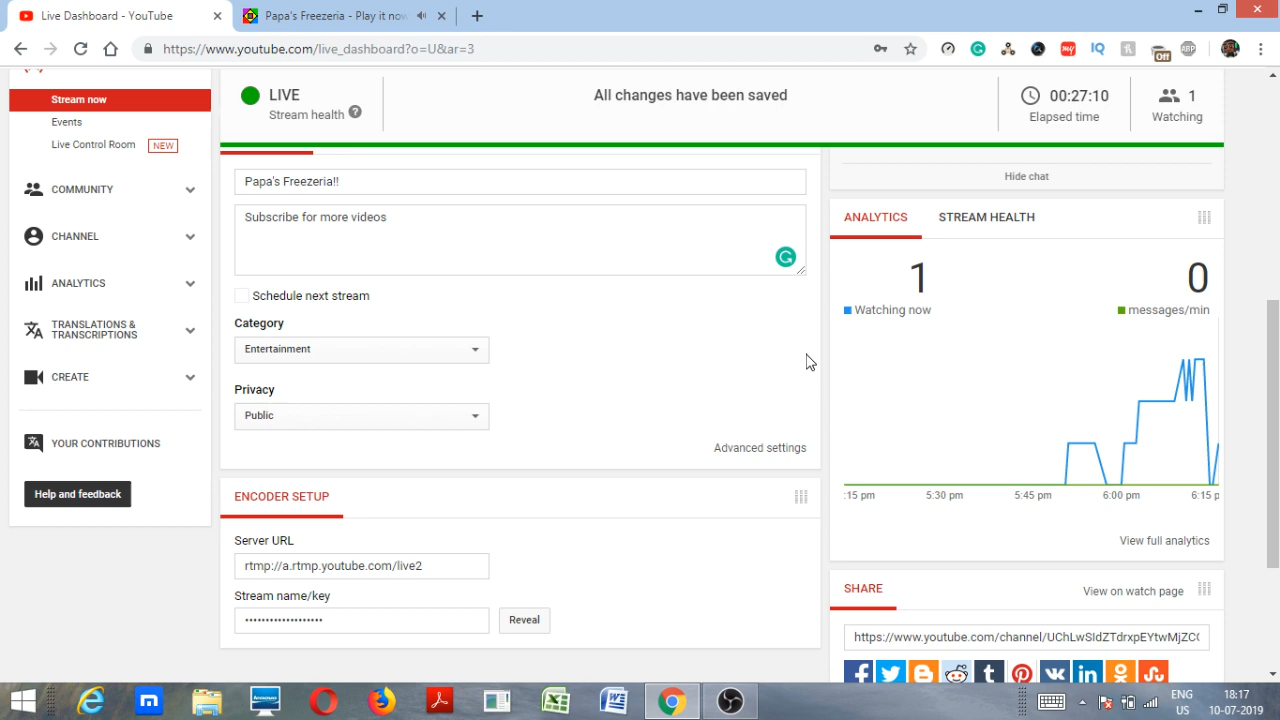 Live Dashboard - YouTube
Papa's Freezeria - Play it now
https://www.youtube.com/live_dashboard?o=U&ar=3
my
IQ
Off
ABP
Stream now
Events
Live Control Room NEW
COMMUNITY
CHANNEL
ANALYTICS
TRANSLATIONS &
TRANSCRIPTIONS
CREATE
YOUR CONTRIBUTIONS
Help and feedback
LIVE
Stream health ?
All changes have been saved
00:27:10
Elapsed time
1
Watching
Papa's Freezeria!!
Subscribe for more videos
Schedule next stream
Category
Entertainment
Privacy
Public
Advanced settings
ENCODER SETUP
Server URL
rtmp://a.rtmp.youtube.com/live2
Stream name/key
Reveal
Hide chat
ANALYTICS STREAM HEALTH
1 0
Watching now messages/min
:15 pm 5:30 pm 5:45 pm 6:00 pm 6:15 p
View full analytics
SHARE View on watch page
https://www.youtube.com/channel/UChLwSIdZTdrxpEYtwMjZC
ENG
US
18:17
10-07-2019